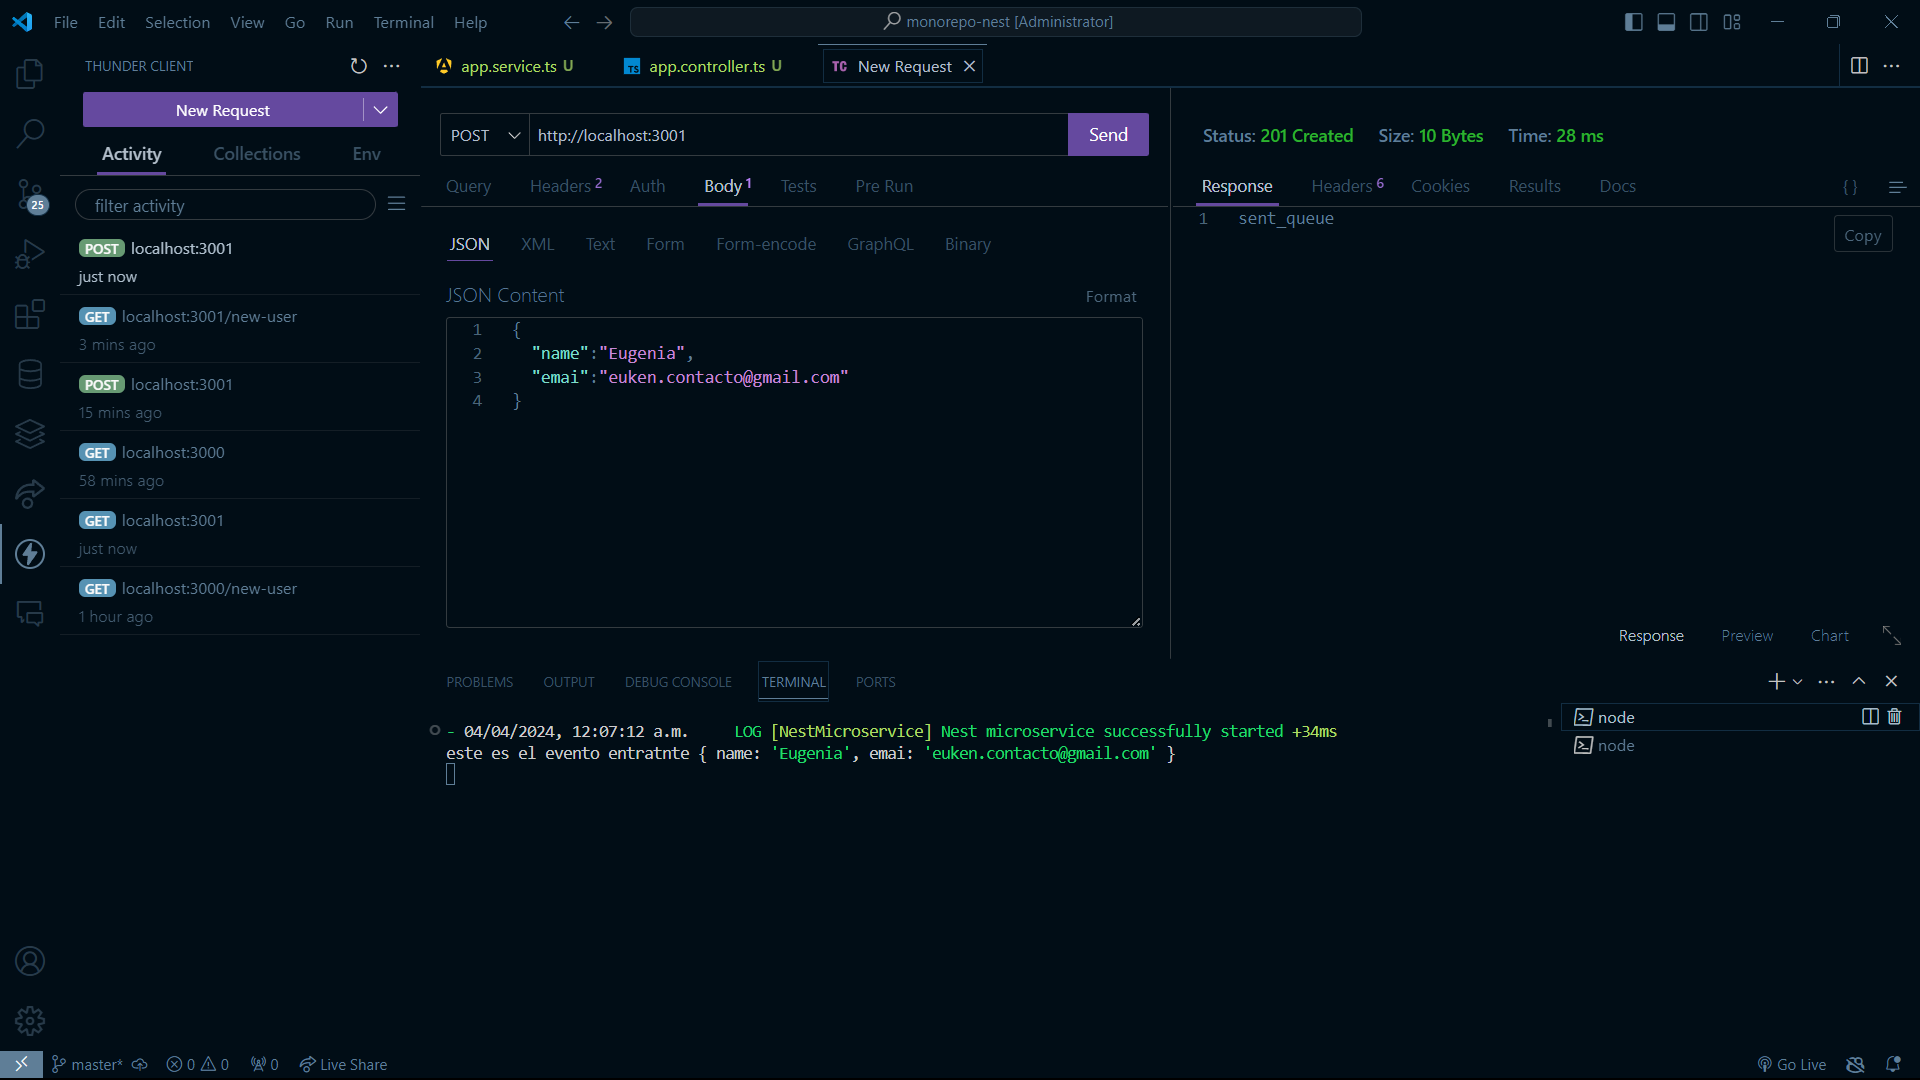 File Edit Selection View Go Run Terminal Help
monorepo-nest [Administrator]
THUNDER CLIENT
New Request
Activity Collections Env
filter activity
POST localhost:3001
just now
GET localhost:3001/new-user
3 mins ago
POST localhost:3001
15 mins ago
GET localhost:3000
58 mins ago
GET localhost:3001
just now
GET localhost:3000/new-user
1 hour ago
25
app.service.ts U
TS app.controller.ts U
TC New Request
POST http://localhost:3001 Send
Query Headers 2 Auth Body 1 Tests Pre Run
JSON XML Text Form Form-encode GraphQL Binary
JSON Content Format
1 {
2 "name":"Eugenia",
3 "emai":"euken.contacto@gmail.com"
4 }
Status: 201 Created Size: 10 Bytes Time: 28 ms
Response Headers 6 Cookies Results Docs { }
1 sent_queue
Copy
Response Preview Chart
PROBLEMS OUTPUT DEBUG CONSOLE TERMINAL PORTS
- 04/04/2024, 12:07:12 a.m. LOG [NestMicroservice] Nest microservice successfully started +34ms
este es el evento entratnte { name: 'Eugenia', emai: 'euken.contacto@gmail.com' }
node
node
master* 0 0 0 Live Share
Go Live